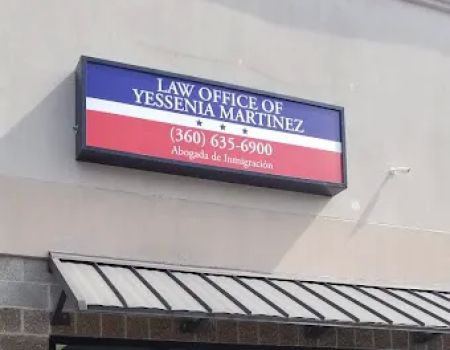 LAW OFFICE OF
YESSENIA MARTINEZ
(360) 635-6900
Abogada de Inmigración